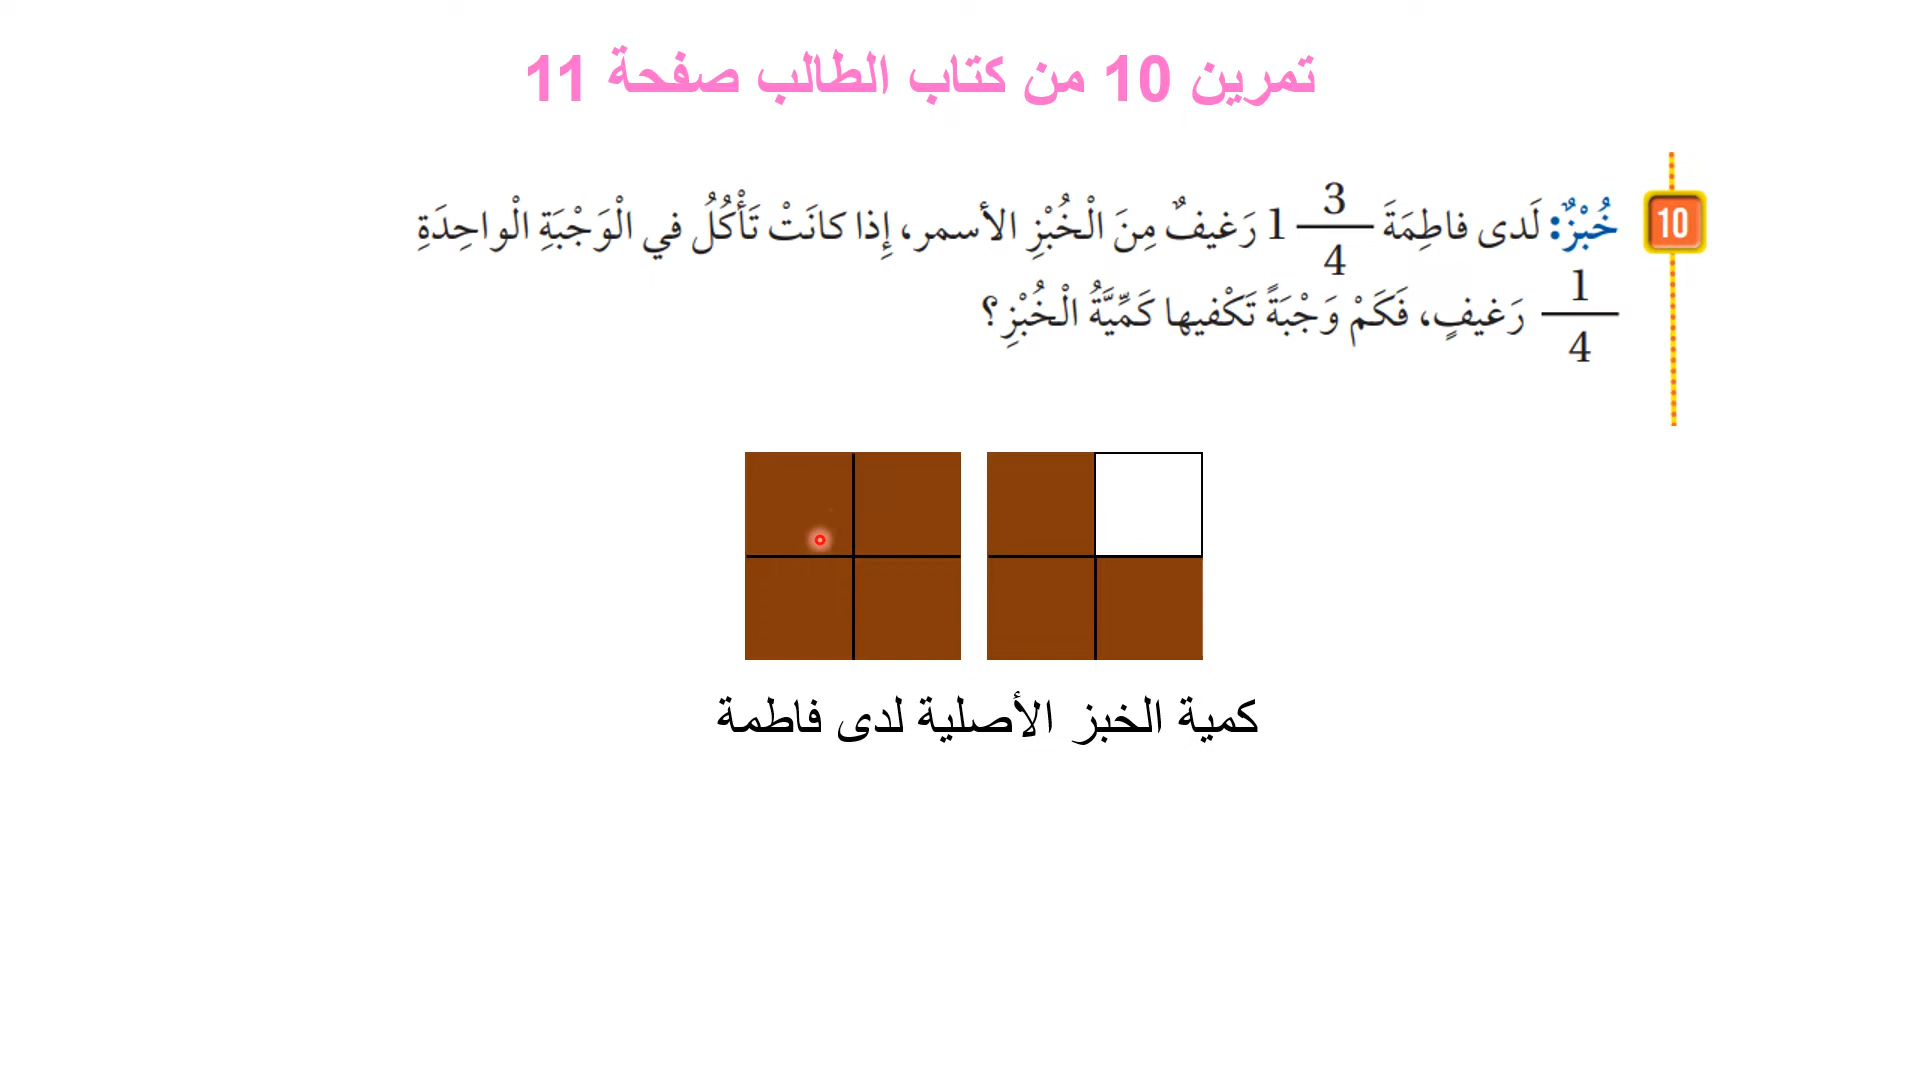 تمرين 10 من كتاب الطالب صفحة 11
10 خُبْزٌ: لَدى فاطِمَةَ 1 3/4 رَغيفٌ مِنَ الْخُبْزِ الأسمر، إِذا كانَتْ تَأْكُلُ في الْوَجْبَةِ الْواحِدَةِ
1/4 رَغيفٍ، فَكَمْ وَجْبَةً تَكْفيها كَمِّيَّةُ الْخُبْزِ؟
كمية الخبز الأصلية لدى فاطمة